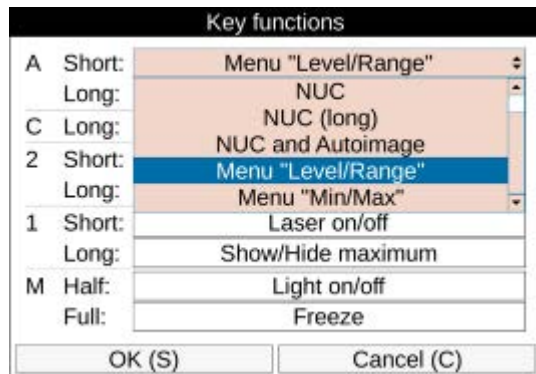 Key functions
A Short: Menu "Level/Range"
Long: NUC
NUC (long)
C Long:
NUC and Autoimage
2 Short:
Menu "Level/Range"
Long: Menu "Min/Max"
1 Short: Laser on/off
Long: Show/Hide maximum
M Half: Light on/off
Full: Freeze
OK (S) Cancel (C)